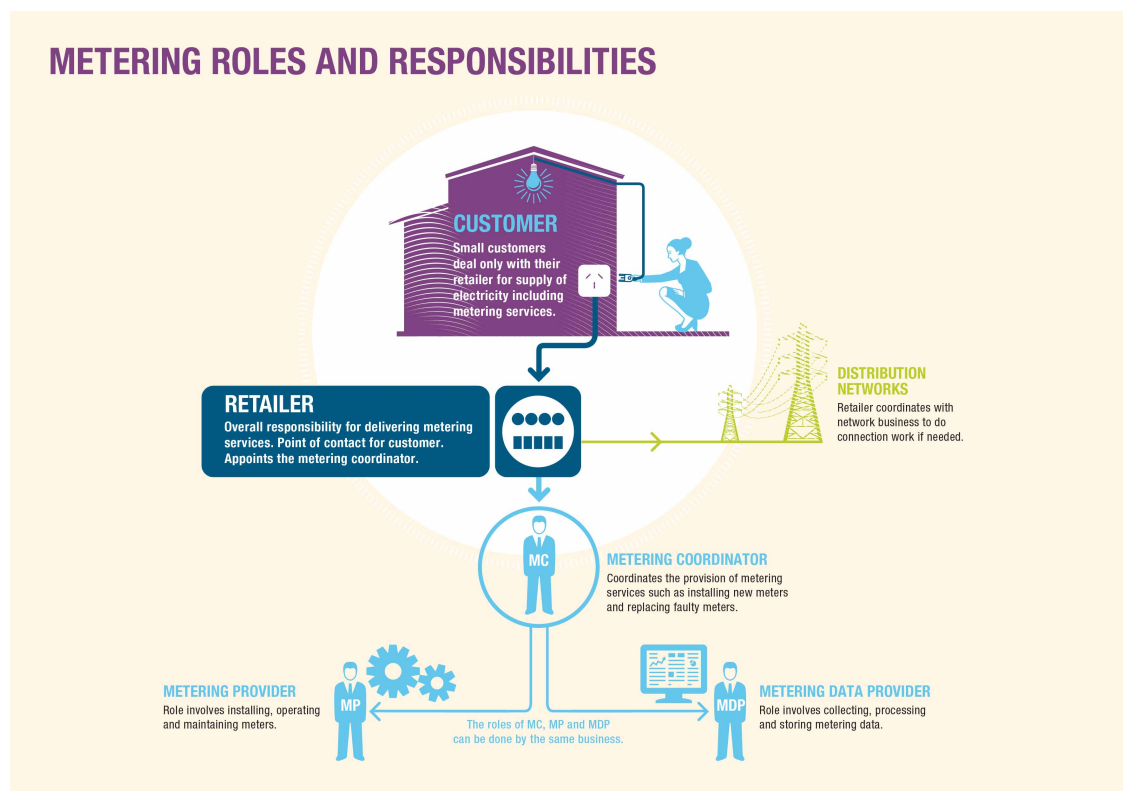 METERING ROLES AND RESPONSIBILITIES
CUSTOMER
Small customers
deal only with their
retailer for supply of
electricity including
metering services.
RETAILER
Overall responsibility for delivering metering
services. Point of contact for customer.
Appoints the metering coordinator.
DISTRIBUTION
NETWORKS
Retailer coordinates with
network business to do
connection work if needed.
MC
METERING COORDINATOR
Coordinates the provision of metering
services such as installing new meters
and replacing faulty meters.
METERING PROVIDER
Role involves installing, operating
and maintaining meters.
MP
The roles of MC, MP and MDP
can be done by the same business.
MDP
METERING DATA PROVIDER
Role involves collecting, processing
and storing metering data.